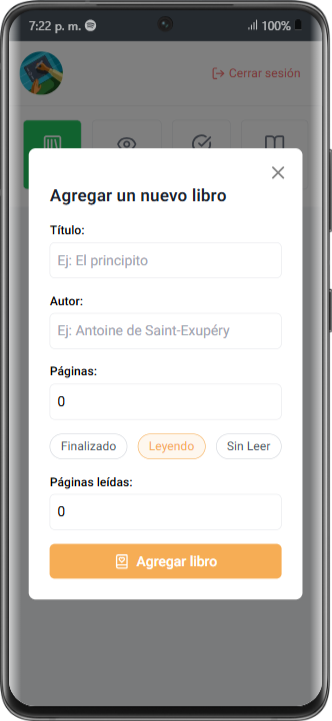 7:22 p. m.
100%
Cerrar sesión
Agregar un nuevo libro
Título:
Ej: El principito
Autor:
Ej: Antoine de Saint-Exupéry
Páginas:
0
Finalizado Leyendo Sin Leer
Páginas leídas:
0
Agregar libro